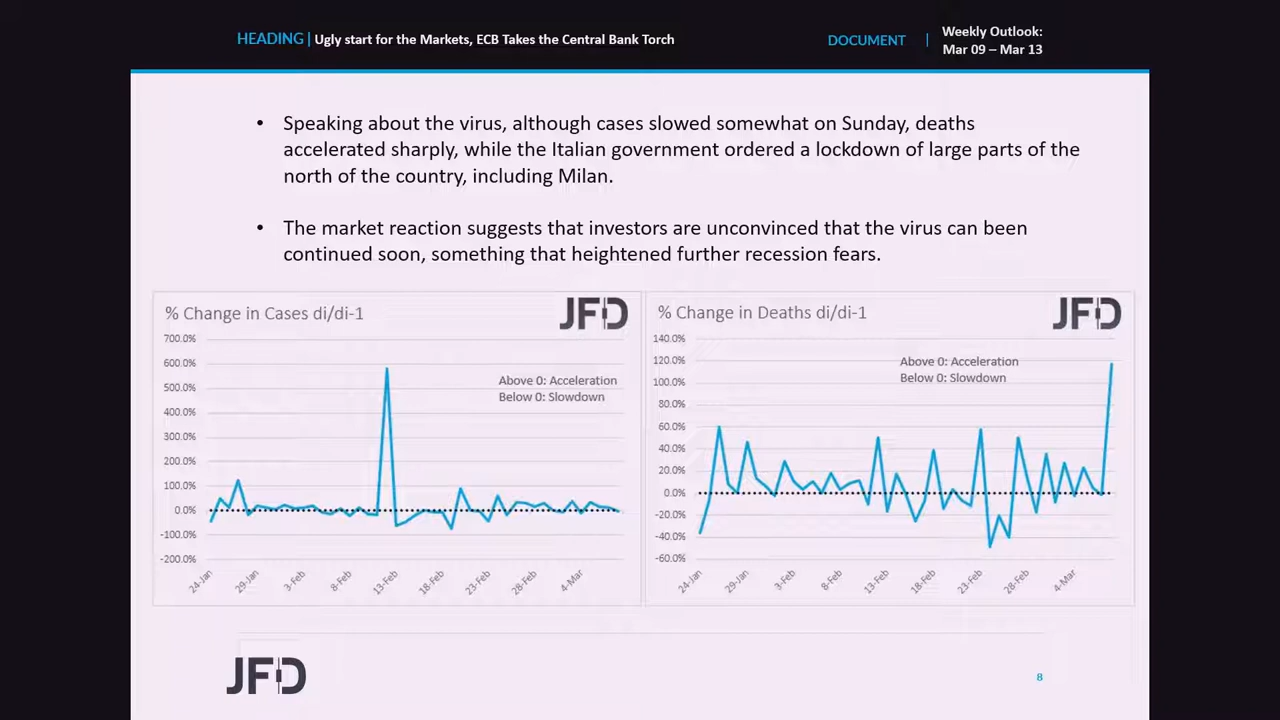 HEADING | Ugly start for the Markets, ECB Takes the Central Bank Torch
DOCUMENT | Weekly Outlook:
Mar 09 – Mar 13
• Speaking about the virus, although cases slowed somewhat on Sunday, deaths
accelerated sharply, while the Italian government ordered a lockdown of large parts of the
north of the country, including Milan.
• The market reaction suggests that investors are unconvinced that the virus can been
continued soon, something that heightened further recession fears.
% Change in Cases di/di-1
JFD
700.0%
600.0%
500.0%
400.0%
300.0%
200.0%
100.0%
0.0%
-100.0%
-200.0%
Above 0: Acceleration
Below 0: Slowdown
24-Jan
29-Jan
3-Feb
8-Feb
13-Feb
18-Feb
23-Feb
28-Feb
4-Mar
% Change in Deaths di/di-1
JFD
140.0%
120.0%
100.0%
80.0%
60.0%
40.0%
20.0%
0.0%
-20.0%
-40.0%
-60.0%
Above 0: Acceleration
Below 0: Slowdown
24-Jan
29-Jan
3-Feb
8-Feb
13-Feb
18-Feb
23-Feb
28-Feb
4-Mar
JFD
8